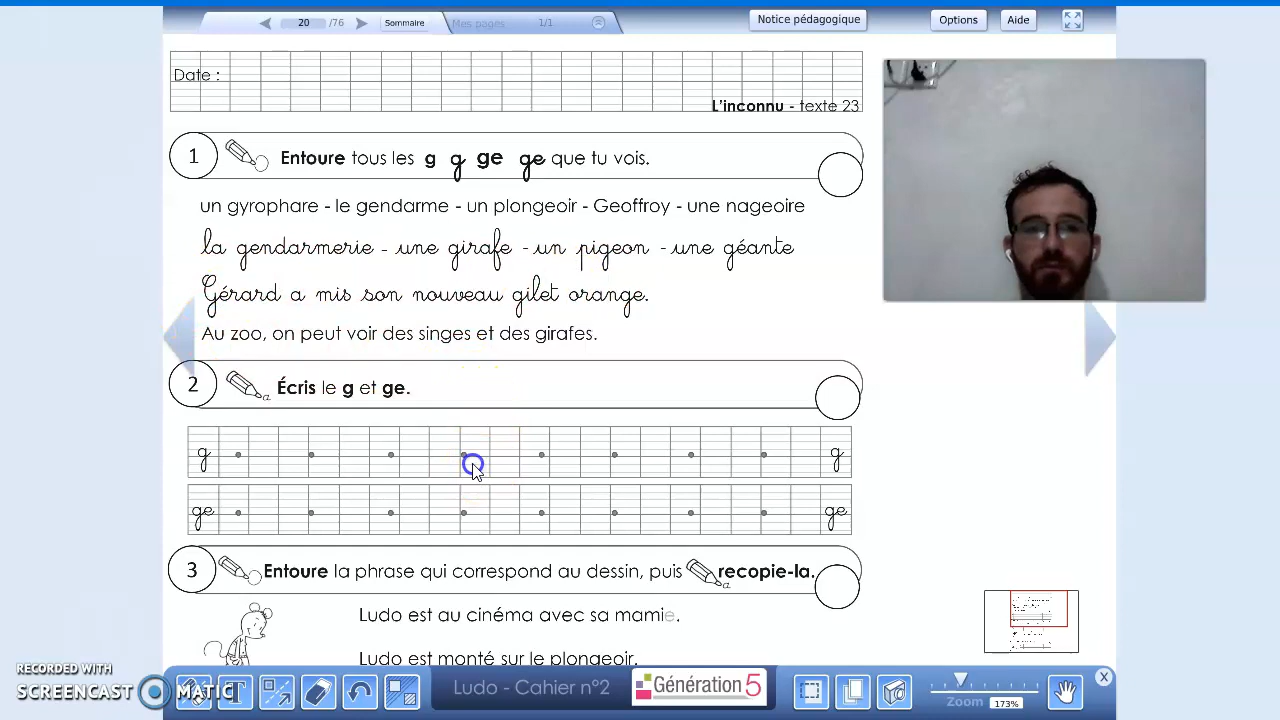 20 /76 Sommaire Mes pages 1/1 Notice pédagogique Options Aide
Date :
L'inconnu - texte 23
1 Entoure tous les g g ge ge que tu vois.
un gyrophare - le gendarme - un plongeoir - Geoffroy - une nageoire
la gendarmerie - une girafe - un pigeon - une géante
Gérard a mis son nouveau gilet orange.
Au zoo, on peut voir des singes et des girafes.
2 Écris le g et ge.
g g
ge ge
3 Entoure la phrase qui correspond au dessin, puis recopie-la.
Ludo est au cinéma avec sa mamie.
Ludo est monté sur le plongeoir.
RECORDED WITH
SCREENCAST MATIC
T Ludo - Cahier n°2 Génération 5 Zoom 173% X